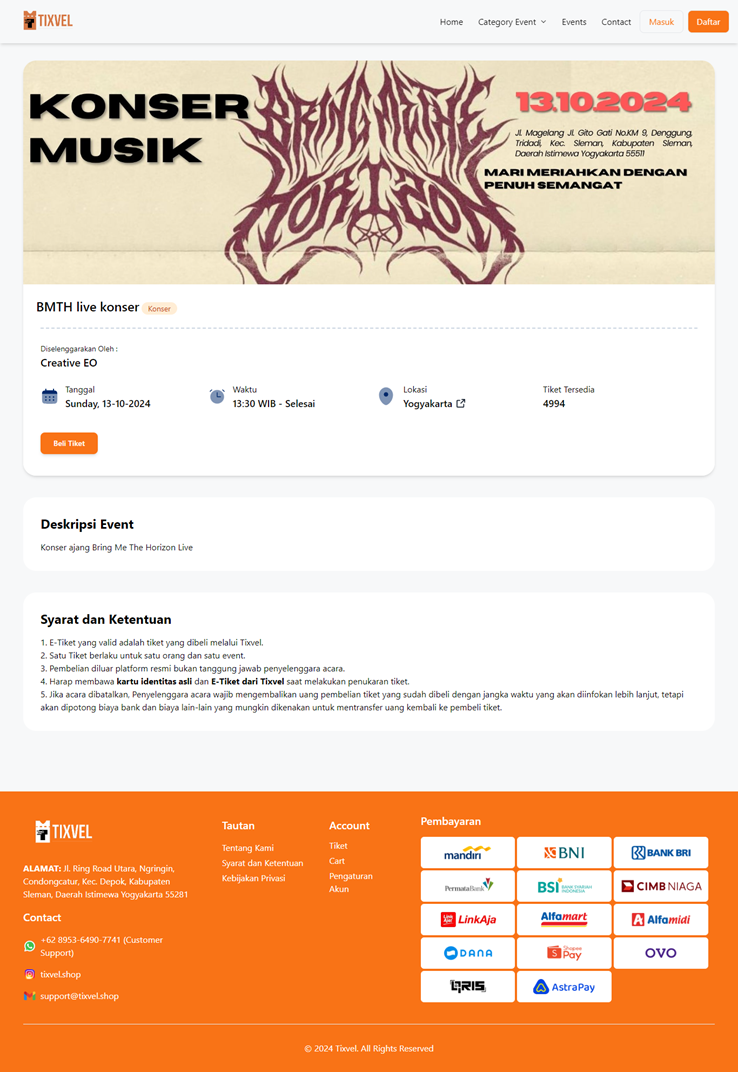 TIXVEL
Home
Category Event
Events
Contact
Masuk
Daftar
KONSER
MUSIK
BRING ME THE
HORIZON
13.10.2024
Jl. Magelang Jl. Gito Gati No.KM 9, Denggung,
Tridadi, Kec. Sleman, Kabupaten Sleman,
Daerah Istimewa Yogyakarta 55511
MARI MERIAHKAN DENGAN
PENUH SEMANGAT
BMTH live konser
Konser
Diselenggarakan Oleh :
Creative EO
Tanggal
Sunday, 13-10-2024
Waktu
13:30 WIB - Selesai
Lokasi
Yogyakarta
Tiket Tersedia
4994
Beli Tiket
Deskripsi Event
Konser ajang Bring Me The Horizon Live
Syarat dan Ketentuan
1. E-Tiket yang valid adalah tiket yang dibeli melalui Tixvel.
2. Satu Tiket berlaku untuk satu orang dan satu event.
3. Pembelian diluar platform resmi bukan tanggung jawab penyelenggara acara.
4. Harap membawa kartu identitas asli dan E-Tiket dari Tixvel saat melakukan penukaran tiket.
5. Jika acara dibatalkan, Penyelenggara acara wajib mengembalikan uang pembelian tiket yang sudah dibeli dengan jangka waktu yang akan diinfokan lebih lanjut, tetapi
akan dipotong biaya bank dan biaya lain-lain yang mungkin dikenakan untuk mentransfer uang kembali ke pembeli tiket.
TIXVEL
ALAMAT: Jl. Ring Road Utara, Ngringin,
Condongcatur, Kec. Depok, Kabupaten
Sleman, Daerah Istimewa Yogyakarta 55281
Contact
+62 8953-6490-7741 (Customer
Support)
tixvel.shop
support@tixvel.shop
Tautan
Tentang Kami
Syarat dan Ketentuan
Kebijakan Privasi
Account
Tiket
Cart
Pengaturan
Akun
Pembayaran
mandiri
BNI
BANK BRI
PermataBank
BSI BANK SYARIAH
INDONESIA
CIMB NIAGA
LinkAja
Alfamart
Alfamidi
DANA
Shopee
Pay
OVO
QRIS
AstraPay
© 2024 Tixvel. All Rights Reserved